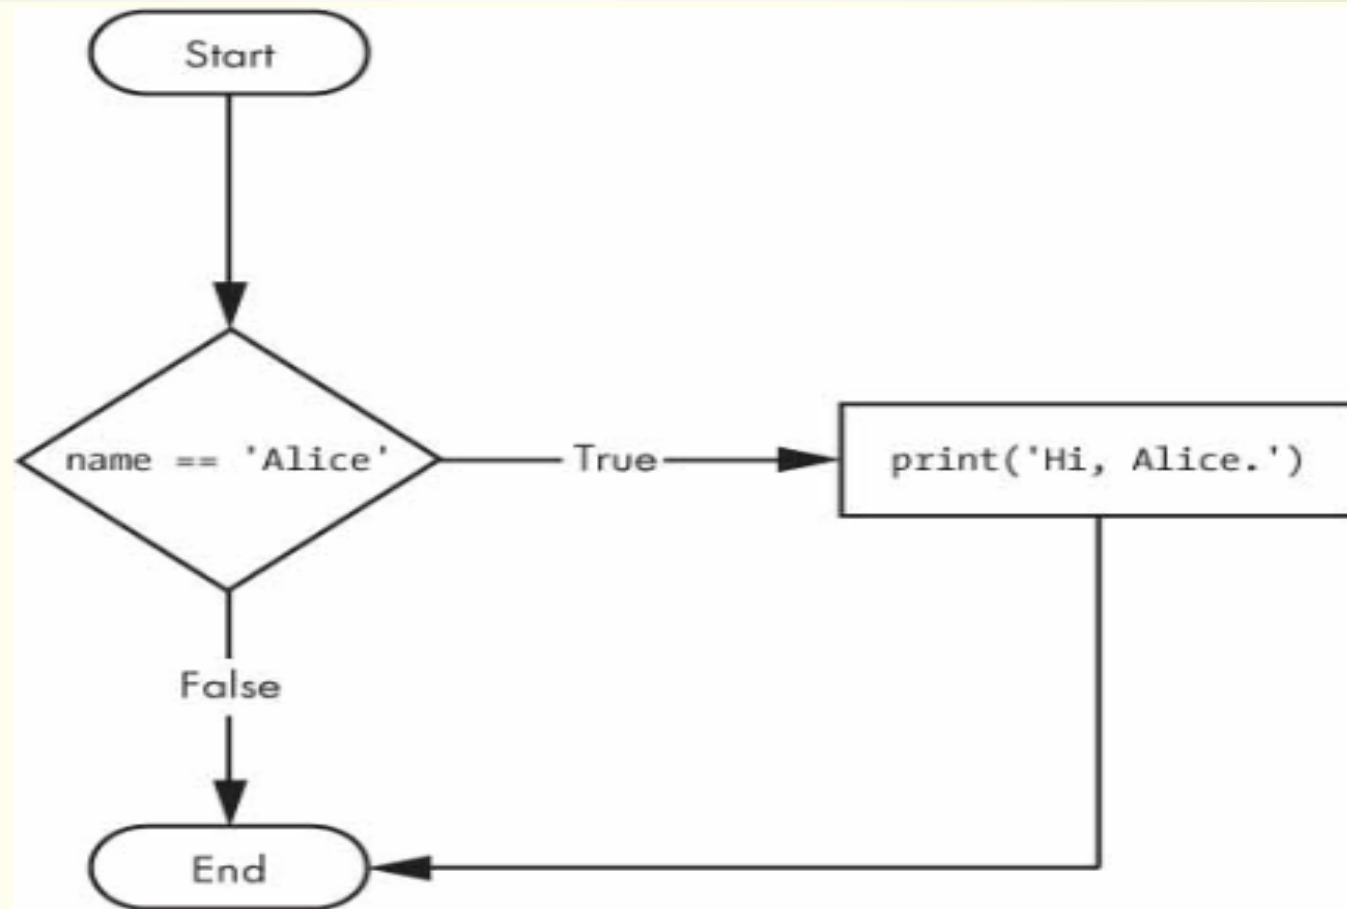 Start
name == 'Alice'
True
print('Hi, Alice.')
False
End